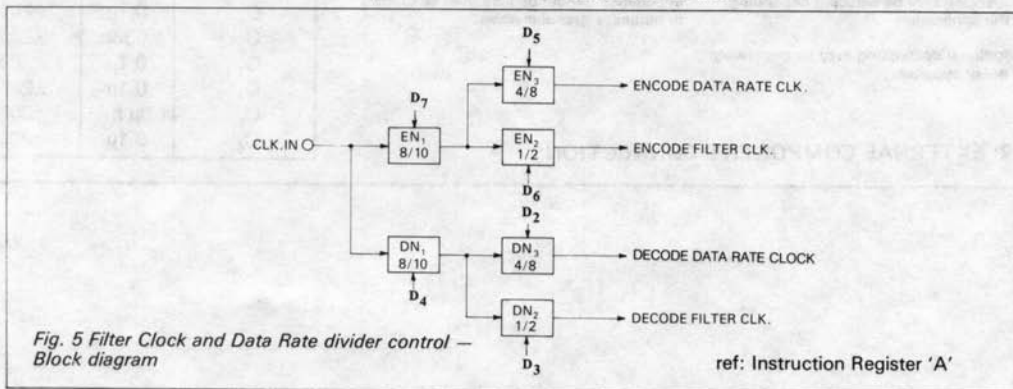 D5
EN3
4/8
ENCODE DATA RATE CLK.
D7
CLK.IN
EN1
8/10
EN2
1/2
ENCODE FILTER CLK.
D6
D2
DN1
8/10
DN3
4/8
DECODE DATA RATE CLOCK
D4
DN2
1/2
DECODE FILTER CLK.
D3
Fig. 5 Filter Clock and Data Rate divider control —
Block diagram
ref: Instruction Register 'A'